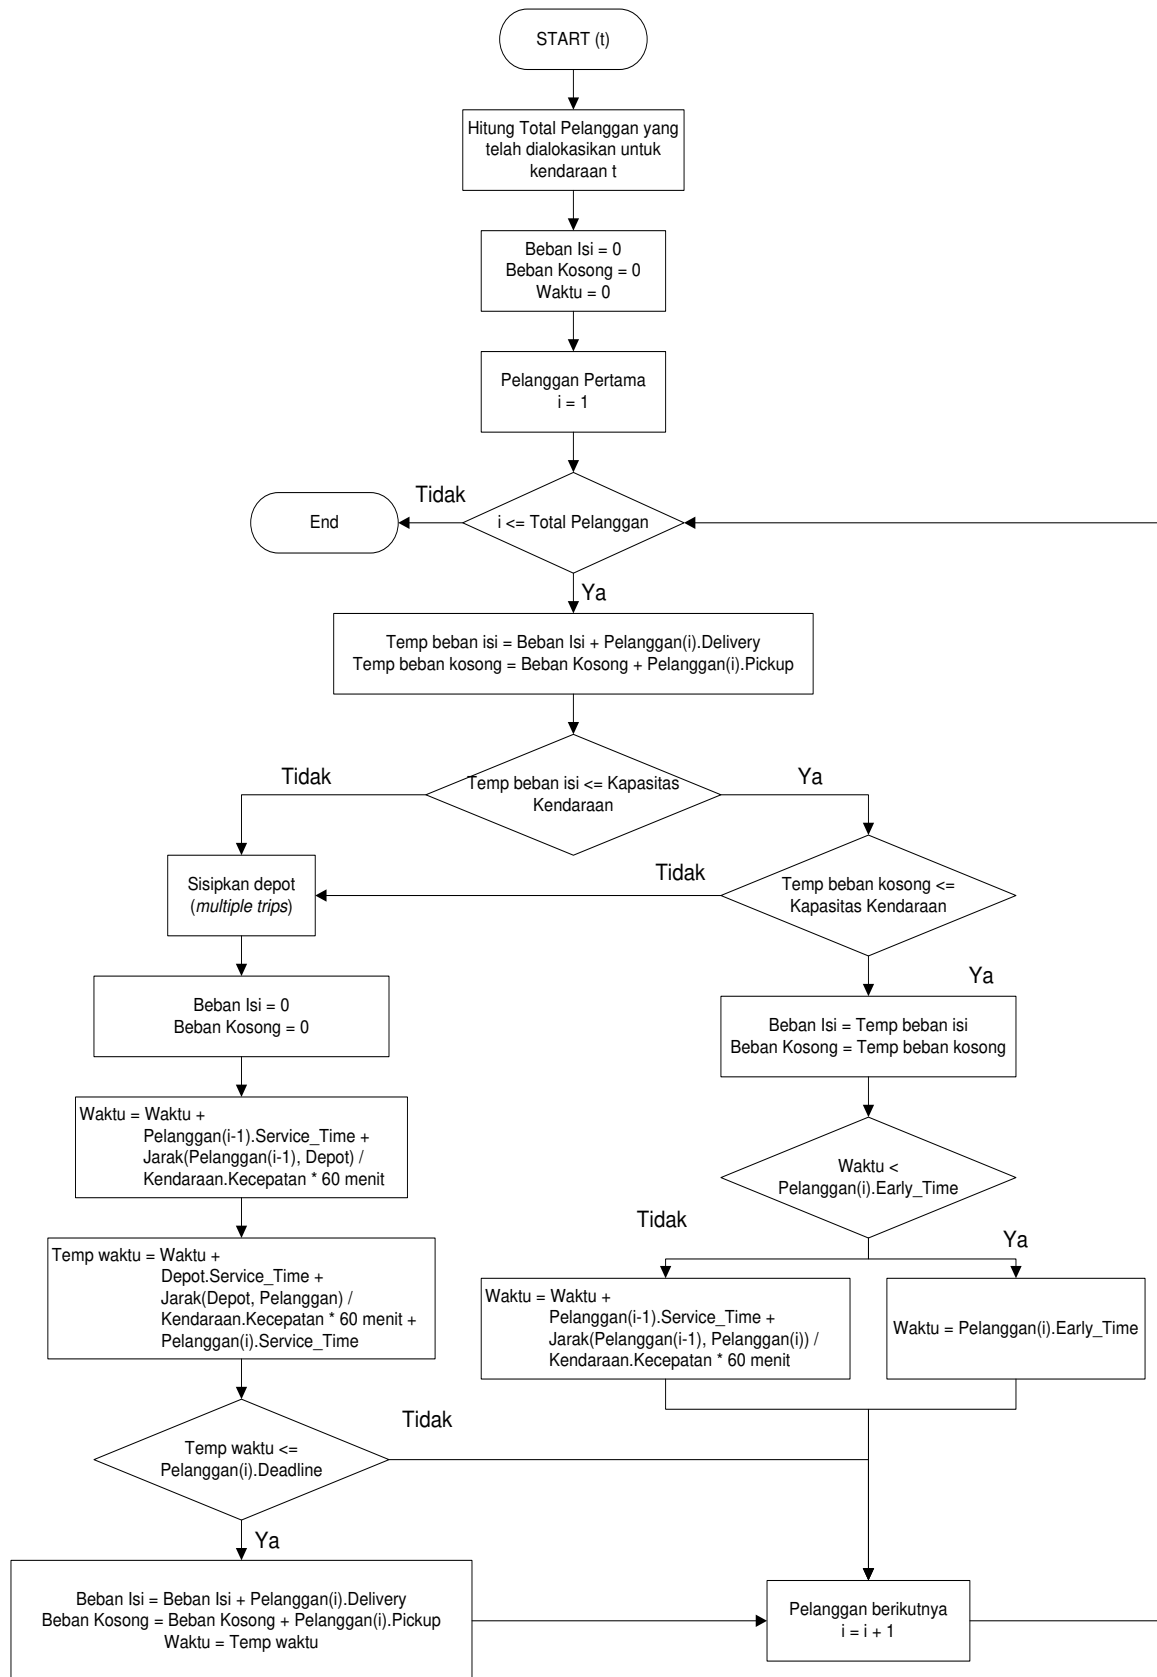 START (t)
Hitung Total Pelanggan yang
telah dialokasikan untuk
kendaraan t
Beban Isi = 0
Beban Kosong = 0
Waktu = 0
Pelanggan Pertama
i = 1
Tidak
End
i <= Total Pelanggan
Ya
Temp beban isi = Beban Isi + Pelanggan(i).Delivery
Temp beban kosong = Beban Kosong + Pelanggan(i).Pickup
Tidak
Temp beban isi <= Kapasitas
Kendaraan
Ya
Sisipkan depot
(multiple trips)
Tidak
Temp beban kosong <=
Kapasitas Kendaraan
Ya
Beban Isi = 0
Beban Kosong = 0
Beban Isi = Temp beban isi
Beban Kosong = Temp beban kosong
Waktu = Waktu +
Pelanggan(i-1).Service_Time +
Jarak(Pelanggan(i-1), Depot) /
Kendaraan.Kecepatan * 60 menit
Waktu <
Pelanggan(i).Early_Time
Tidak
Ya
Temp waktu = Waktu +
Depot.Service_Time +
Jarak(Depot, Pelanggan) /
Kendaraan.Kecepatan * 60 menit +
Pelanggan(i).Service_Time
Waktu = Waktu +
Pelanggan(i-1).Service_Time +
Jarak(Pelanggan(i-1), Pelanggan(i)) /
Kendaraan.Kecepatan * 60 menit
Waktu = Pelanggan(i).Early_Time
Tidak
Temp waktu <=
Pelanggan(i).Deadline
Ya
Beban Isi = Beban Isi + Pelanggan(i).Delivery
Beban Kosong = Beban Kosong + Pelanggan(i).Pickup
Waktu = Temp waktu
Pelanggan berikutnya
i = i + 1